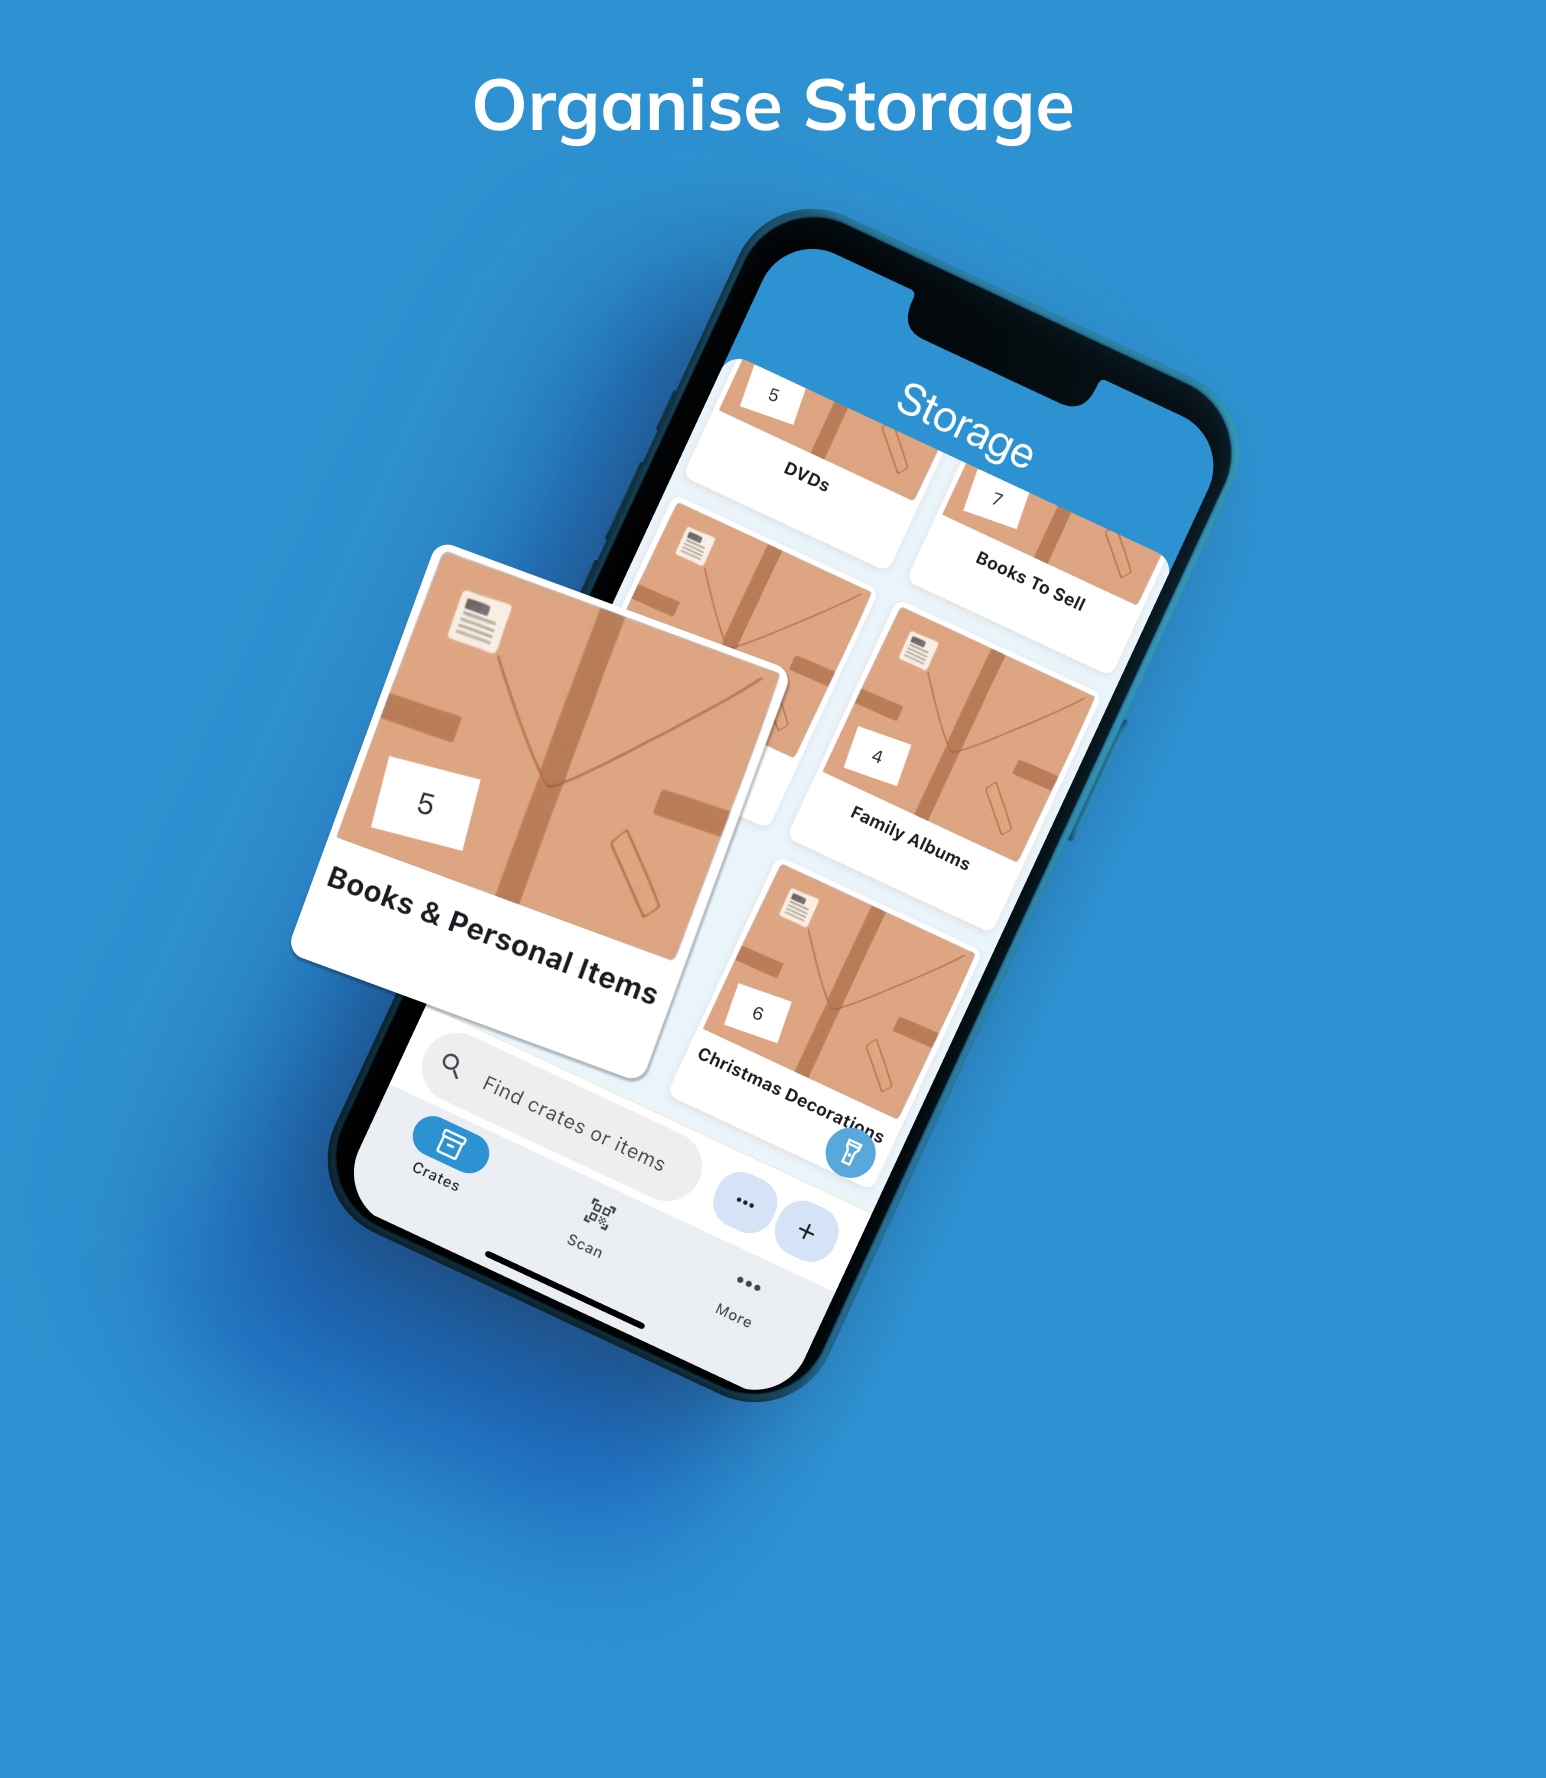 Organise Storage
Storage
5
DVDs
7
Books To Sell
5
Books & Personal Items
4
Family Albums
6
Christmas Decorations
Find crates or items
Crates
Scan
More